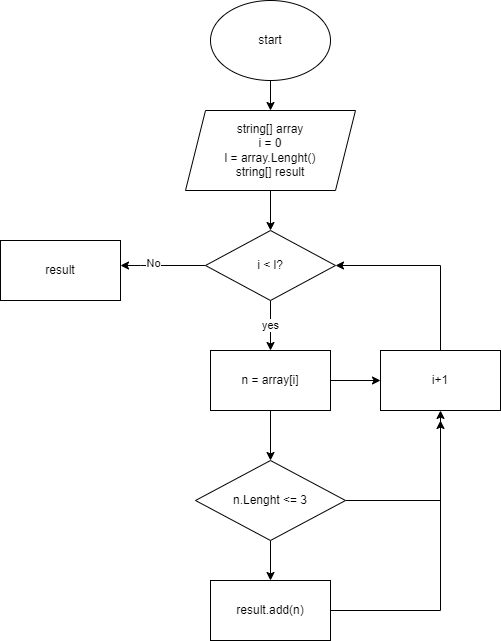 start
string[] array
i = 0
l = array.Lenght()
string[] result
i < l?
No
result
yes
n = array[i]
i+1
n.Lenght <= 3
result.add(n)